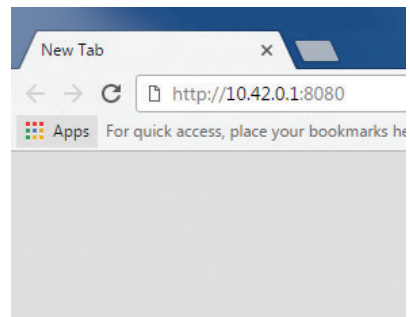 New Tab
http://10.42.0.1:8080
Apps For quick access, place your bookmarks he